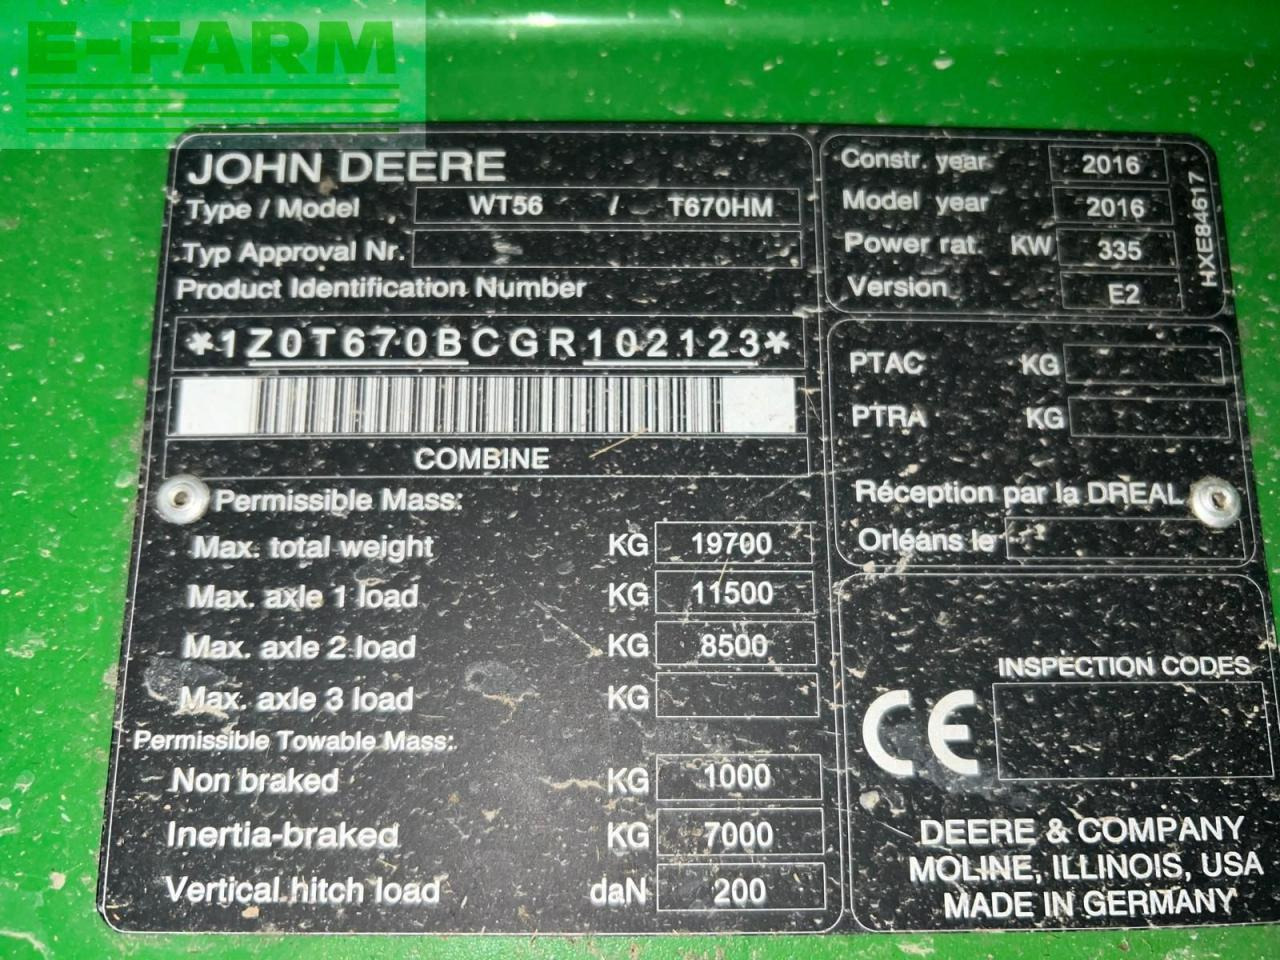 E-FARM
JOHN DEERE
Type / Model WT56 / T670HM
Typ Approval Nr.
Product Identification Number
*1Z0T670BCGR102123*
COMBINE
Permissible Mass:
Max. total weight KG 19700
Max. axle 1 load KG 11500
Max. axle 2 load KG 8500
Max. axle 3 load KG
Permissible Towable Mass:
Non braked KG 1000
Inertia-braked KG 7000
Vertical hitch load daN 200
Constr. year 2016
Model year 2016
Power rat. KW 335
Version E2
HXE84617
PTAC KG
PTRA KG
Réception par la DREAL
Orléans le
INSPECTION CODES
CE
DEERE & COMPANY
MOLINE, ILLINOIS, USA
MADE IN GERMANY